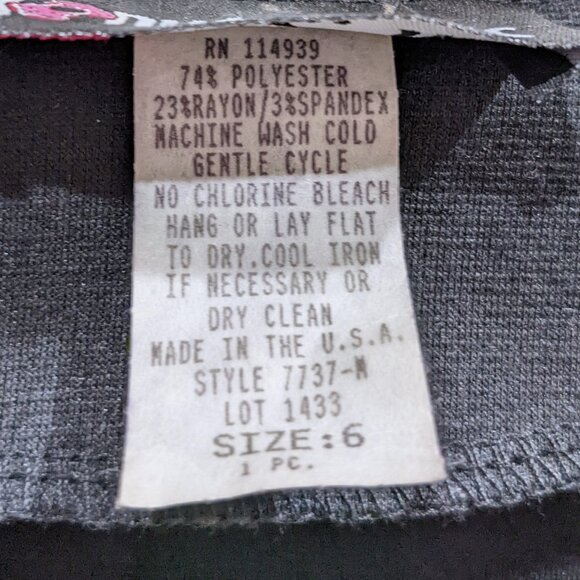 RN 114939
74% POLYESTER
23%RAYON/3%SPANDEX
MACHINE WASH COLD
GENTLE CYCLE
NO CHLORINE BLEACH
HANG OR LAY FLAT
TO DRY.COOL IRON
IF NECESSARY OR
DRY CLEAN
MADE IN THE U.S.A.
STYLE 7737-M
LOT 1433
SIZE:6
1 PC.